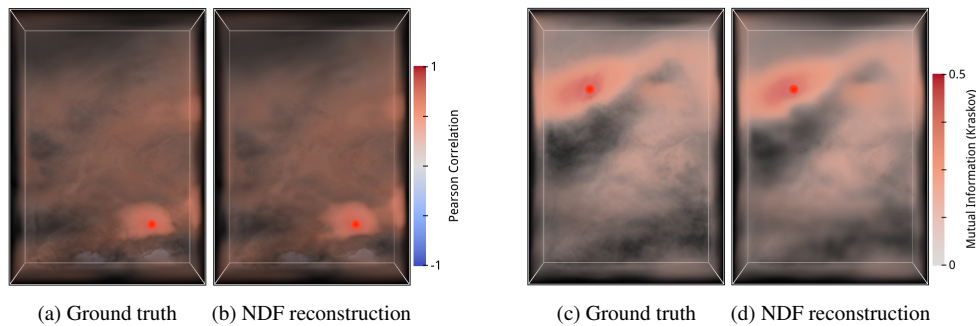 1
Pearson Correlation
-1
0.5
Mutual Information (Kraskov)
0
(a) Ground truth
(b) NDF reconstruction
(c) Ground truth
(d) NDF reconstruction